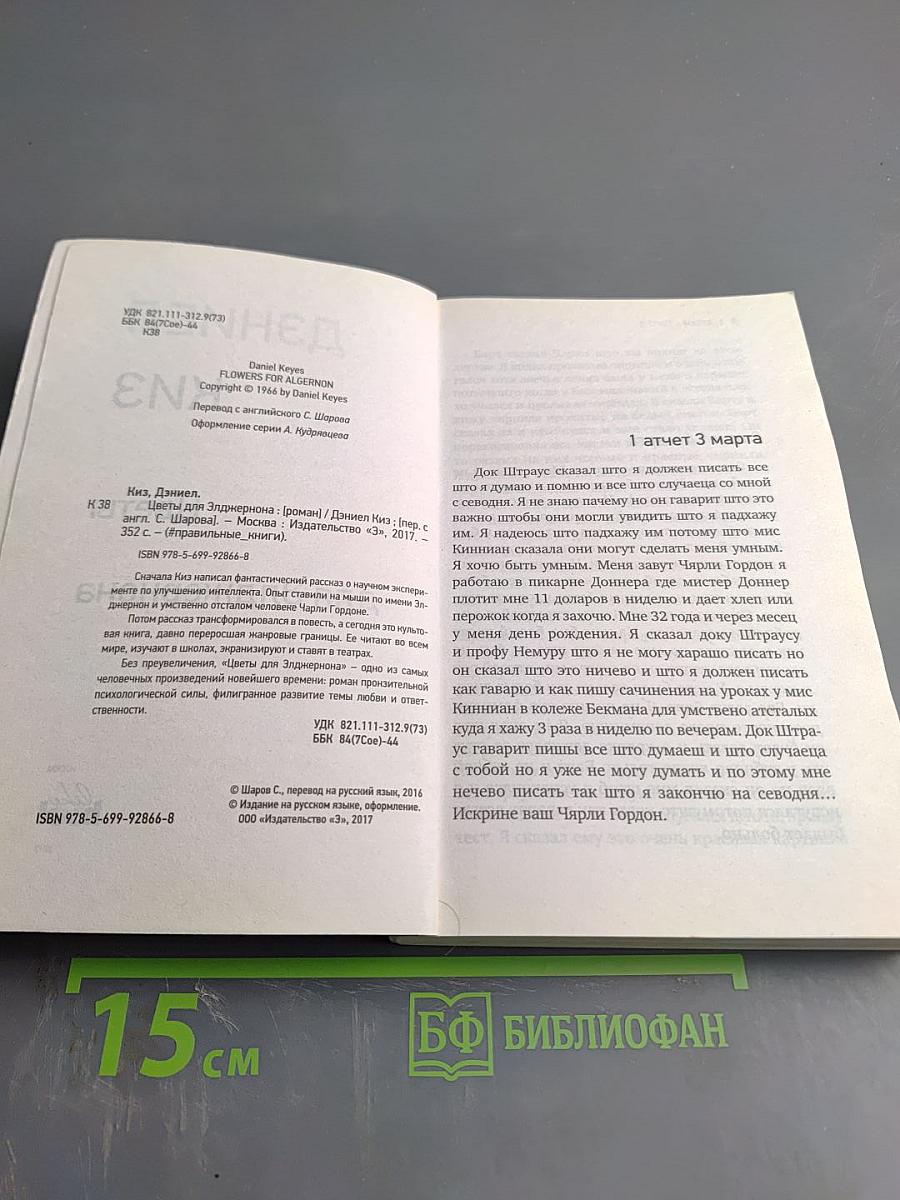 УДК 821.111-312.9(73)
ББК 84(7Сое)-44
К38
Daniel Keyes
FLOWERS FOR ALGERNON
Copyright © 1966 by Daniel Keyes
Перевод с английского С. Шарова
Оформление серии А. Кудрявцева
Киз, Дэниел.
К 38 Цветы для Элджернона : [роман] / Дэниел Киз ; [пер. с
англ. С. Шарова]. – Москва : Издательство «Э», 2017. –
352 с. – (#правильные_книги).
ISBN 978-5-699-92866-8
Сначала Киз написал фантастический рассказ о научном экспери-
менте по улучшению интеллекта. Опыт ставили на мыши по имени Эл-
джернон и умственно отсталом человеке Чарли Гордоне.
Потом рассказ трансформировался в повесть, а сегодня это культо-
вая книга, давно переросшая жанровые границы. Ее читают во всем
мире, изучают в школах, экранизируют и ставят в театрах.
Без преувеличения, «Цветы для Элджернона» – одно из самых
человечных произведений новейшего времени: роман пронзительной
психологической силы, филигранное развитие темы любви и ответ-
ственности.
УДК 821.111-312.9(73)
ББК 84(7Сое)-44
© Шаров С., перевод на русский язык, 2016
© Издание на русском языке, оформление.
ООО «Издательство «Э», 2017
ISBN 978-5-699-92866-8
1 атчет 3 марта
Док Штраус сказал што я должен писать все
што я думаю и помню и все што случаеца со мной
с севодня. Я не знаю пачему но он гаварит што это
важно штобы они могли увидить што я падхажу
им. Я надеюсь што падхажу им потому што мис
Кинниан сказала они могут сделать меня умным.
Я хочю быть умным. Меня завут Чярли Гордон я
работаю в пикарне Доннера где мистер Доннер
плотит мне 11 доларов в ниделю и дает хлеп или
перожок когда я захочю. Мне 32 года и через месец
у меня день рождения. Я сказал доку Штраусу
и профу Немуру што я не могу харашо писать но
он сказал што это ничево и што я должен писать
как гаварю и как пишу сачинения на уроках у мис
Кинниан в колеже Бекмана для умствено атсталых
куда я хажу 3 раза в ниделю по вечерам. Док Штра-
ус гаварит пишы все што думаеш и што случаеца
с тобой но я уже не могу думать и по этому мне
нечево писать так што я закончю на севодня...
Искрине ваш Чярли Гордон.
15 см
БФ БИБЛИОФАН